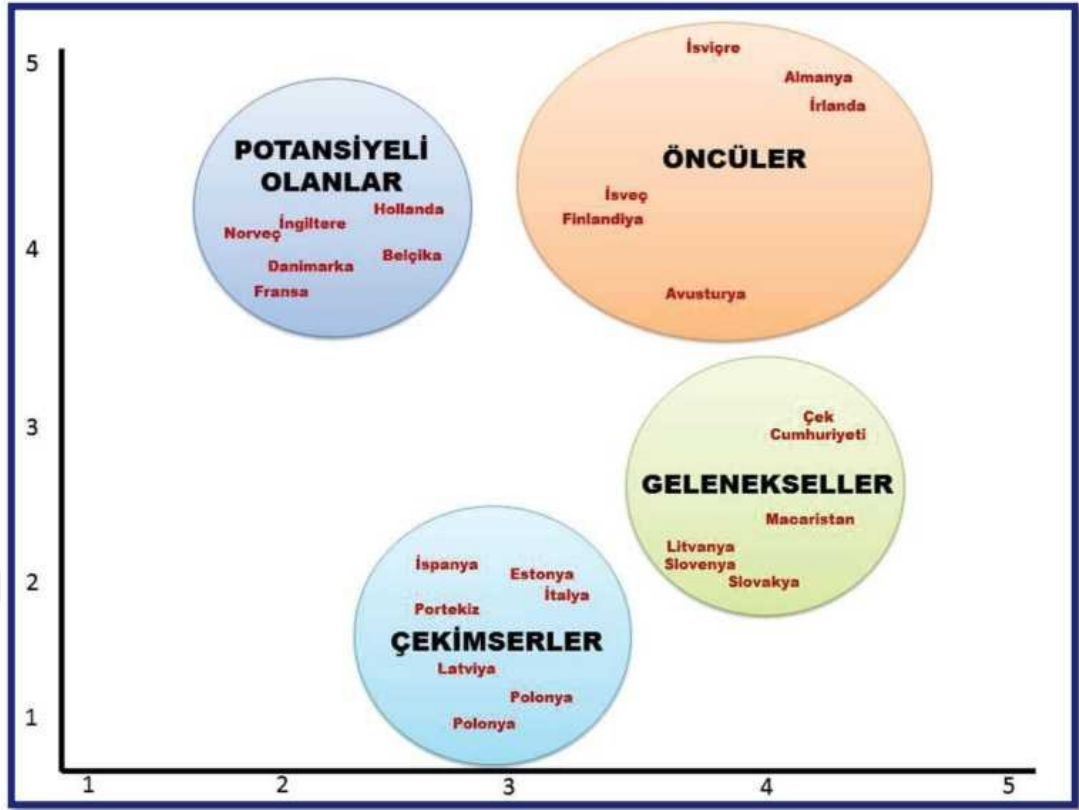 5
4
3
2
1
POTANSİYELİ
OLANLAR
Hollanda
İngiltere
Norveç
Belçika
Danimarka
Fransa
İsviçre
Almanya
İrlanda
ÖNCÜLER
İsveç
Finlandiya
Avusturya
Çek
Cumhuriyeti
GELENEKSELLER
Macaristan
Litvanya
Slovenya
Slovakya
İspanya
Estonya
İtalya
Portekiz
ÇEKİMSERLER
Latviya
Polonya
Polonya
1 2 3 4 5